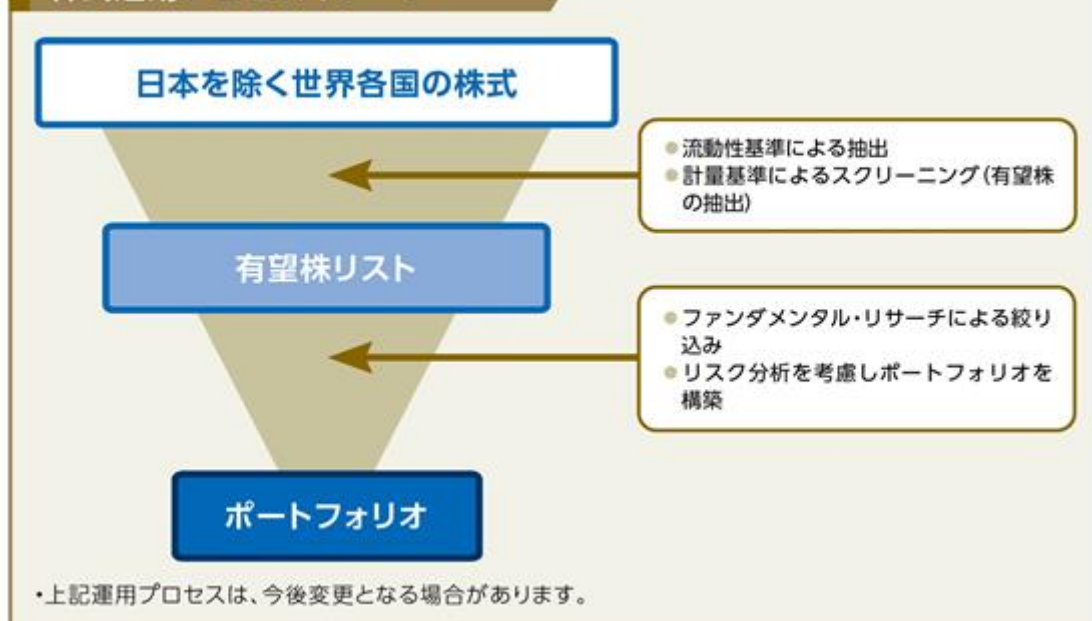 日本を除く世界各国の株式
●流動性基準による抽出
●計量基準によるスクリーニング(有望株
の抽出)
有望株リスト
●ファンダメンタル・リサーチによる絞り
込み
●リスク分析を考慮しポートフォリオを
構築
ポートフォリオ
・上記運用プロセスは、今後変更となる場合があります。